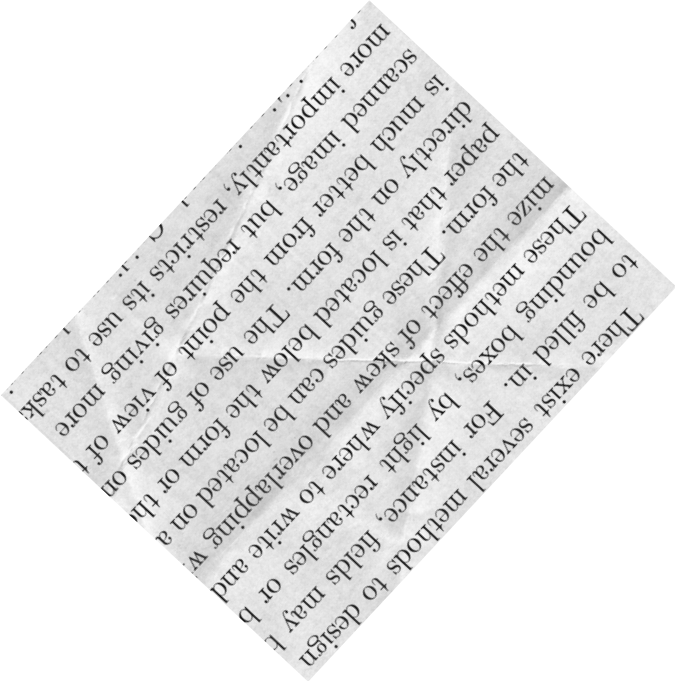 There exist several methods to design
to be filled in. For instance, fields may b
bounding boxes, by light rectangles or b
These methods specify where to write and
mize the effect of skew and overlapping w
the form. These guides can be located on a
paper that is located below the form or th
directly on the form. The use of guides on
is much better from the point of view of t
scanned image, but requires giving more
more importantly, restricts its use to task